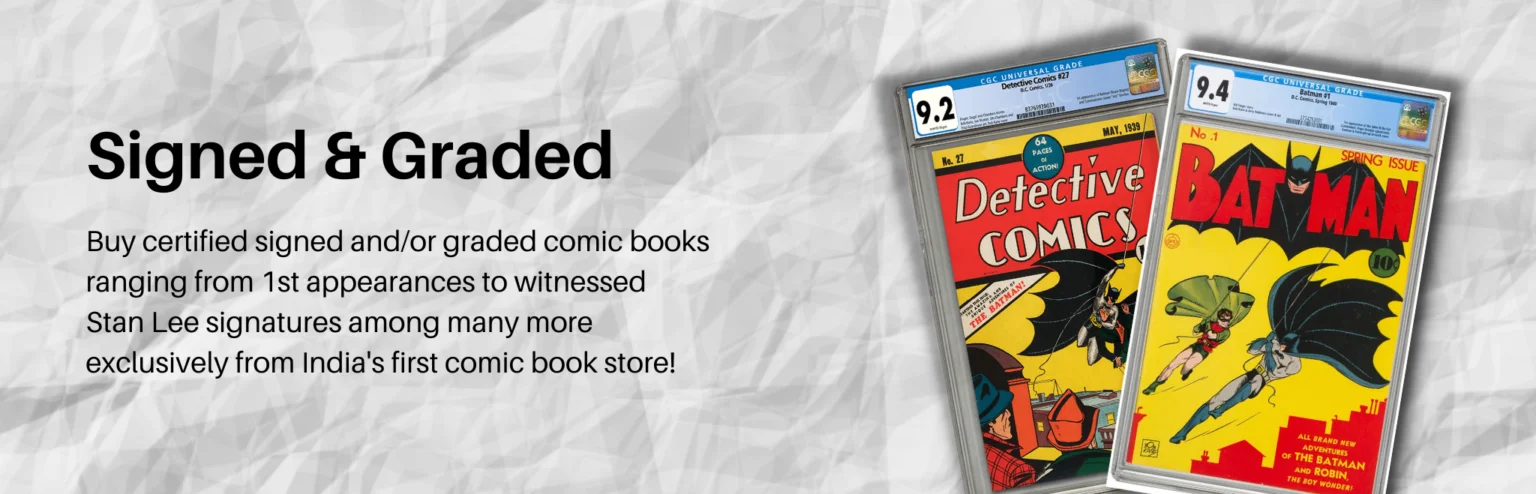 Signed & Graded
Buy certified signed and/or graded comic books
ranging from 1st appearances to witnessed
Stan Lee signatures among many more
exclusively from India's first comic book store!
CGC UNIVERSAL GRADE
9.2
Detective Comics #27
No. 27
MAY, 1939
64
PAGES
OF
ACTION!
Detective
COMICS
THE BATMAN!
CGC UNIVERSAL GRADE
9.4
Batman #1
D.C. Comics, Spring 1940
No.1
SPRING ISSUE
BATMAN
10¢
ALL BRAND NEW
ADVENTURES
OF THE BATMAN
AND ROBIN,
THE BOY WONDER!